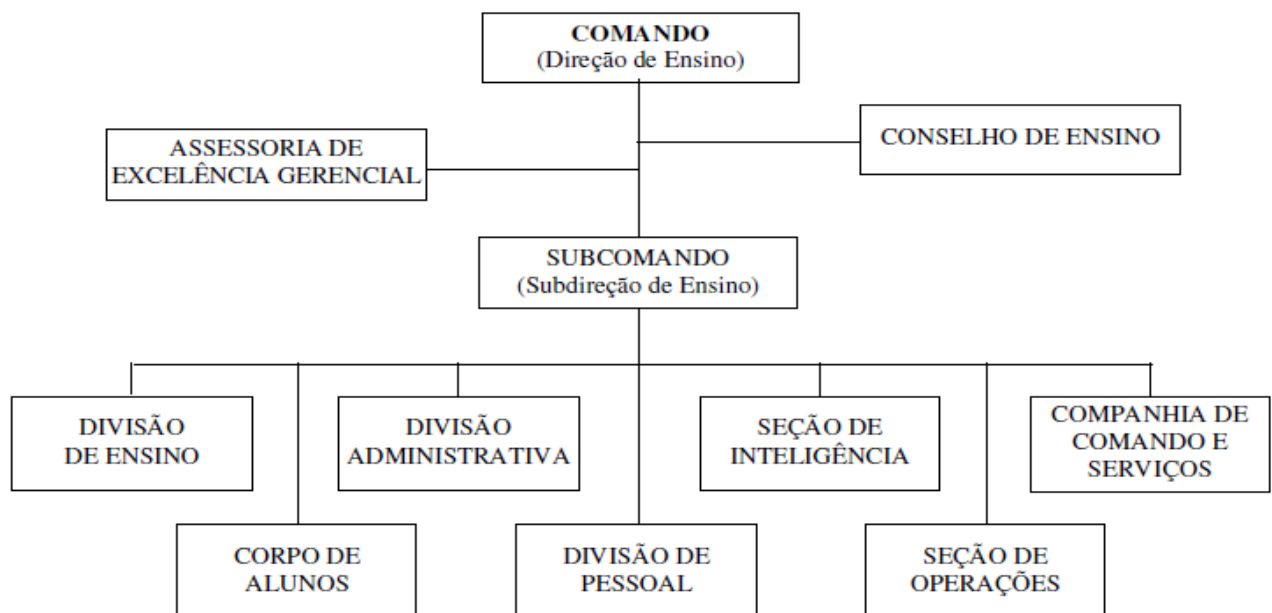 COMANDO
(Direção de Ensino)
CONSELHO DE ENSINO
ASSESSORIA DE
EXCELÊNCIA GERENCIAL
SUBCOMANDO
(Subdireção de Ensino)
DIVISÃO
DE ENSINO
DIVISÃO
ADMINISTRATIVA
SEÇÃO DE
INTELIGÊNCIA
COMPANHIA DE
COMANDO E
SERVIÇOS
CORPO DE
ALUNOS
DIVISÃO DE
PESSOAL
SEÇÃO DE
OPERAÇÕES